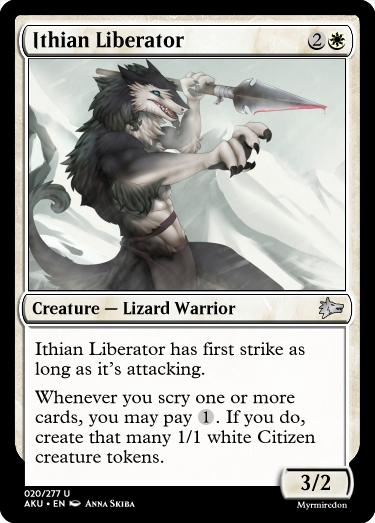 Ithian Liberator 2
Creature — Lizard Warrior
Ithian Liberator has first strike as
long as it's attacking.
Whenever you scry one or more
cards, you may pay 1. If you do,
create that many 1/1 white Citizen
creature tokens.
3/2
020/277 U
AKU • EN Anna Skiba
Myrmiredon